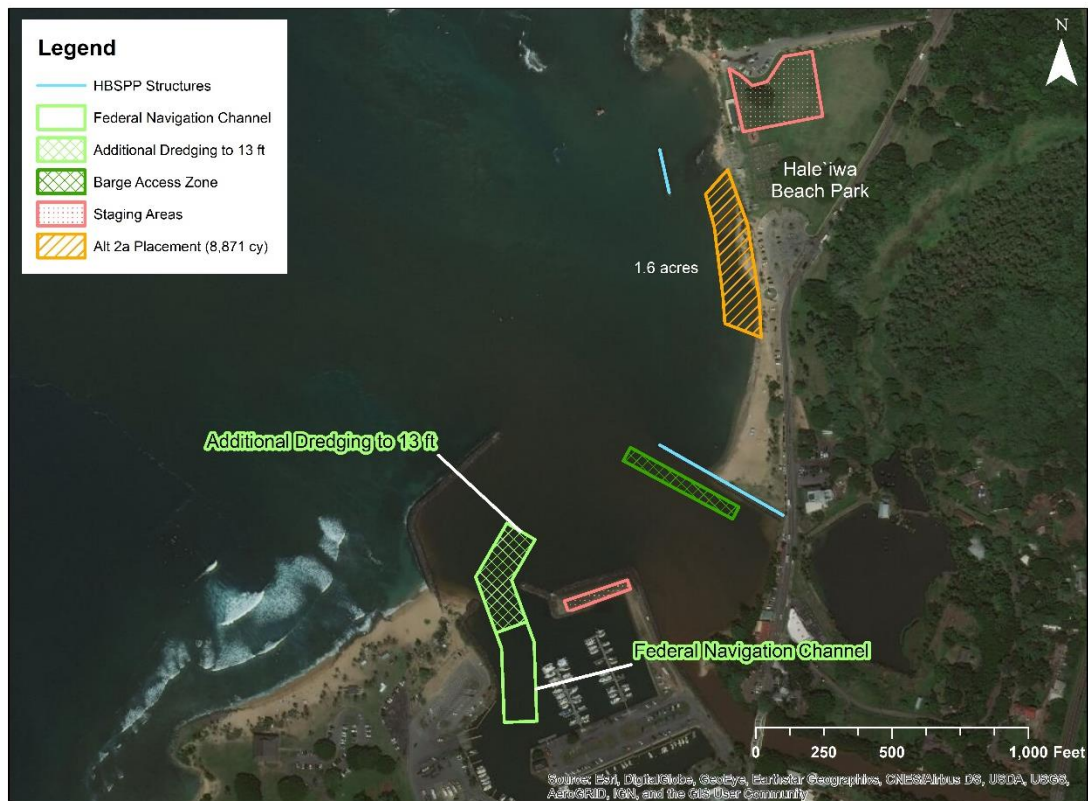 Legend
HBSPP Structures
Federal Navigation Channel
Additional Dredging to 13 ft
Barge Access Zone
Staging Areas
Alt 2a Placement (8,871 cy)
N
Hale`iwa
Beach Park
1.6 acres
Additional Dredging to 13 ft
Federal Navigation Channel
0 250 500 1,000 Feet
Source: Esri, DigitalGlobe, GeoEye, Earthstar Geographics, CNES/Airbus DS, USDA, USGS,
AeroGRID, IGN, and the GIS User Community